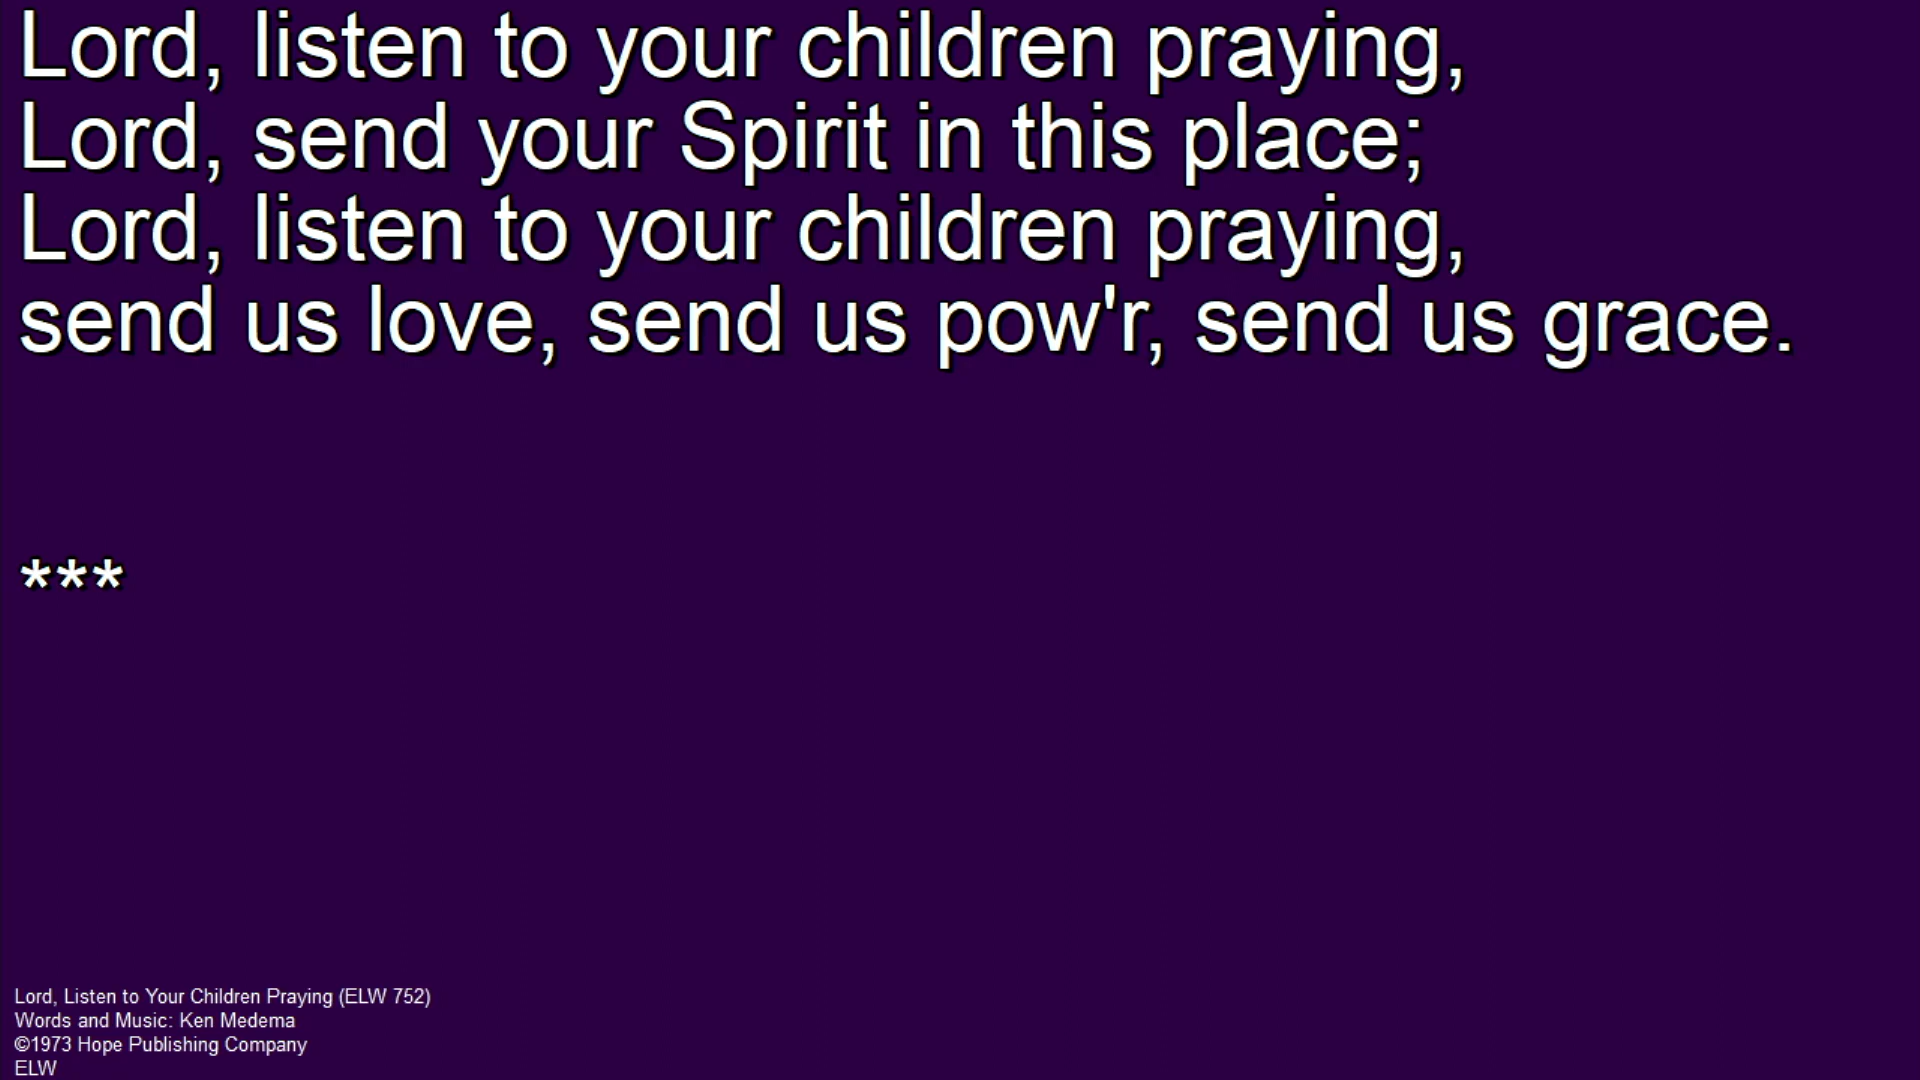 Lord, listen to your children praying,
Lord, send your Spirit in this place;
Lord, listen to your children praying,
send us love, send us pow'r, send us grace.
***
Lord, Listen to Your Children Praying (ELW 752)
Words and Music: Ken Medema
©1973 Hope Publishing Company
ELW